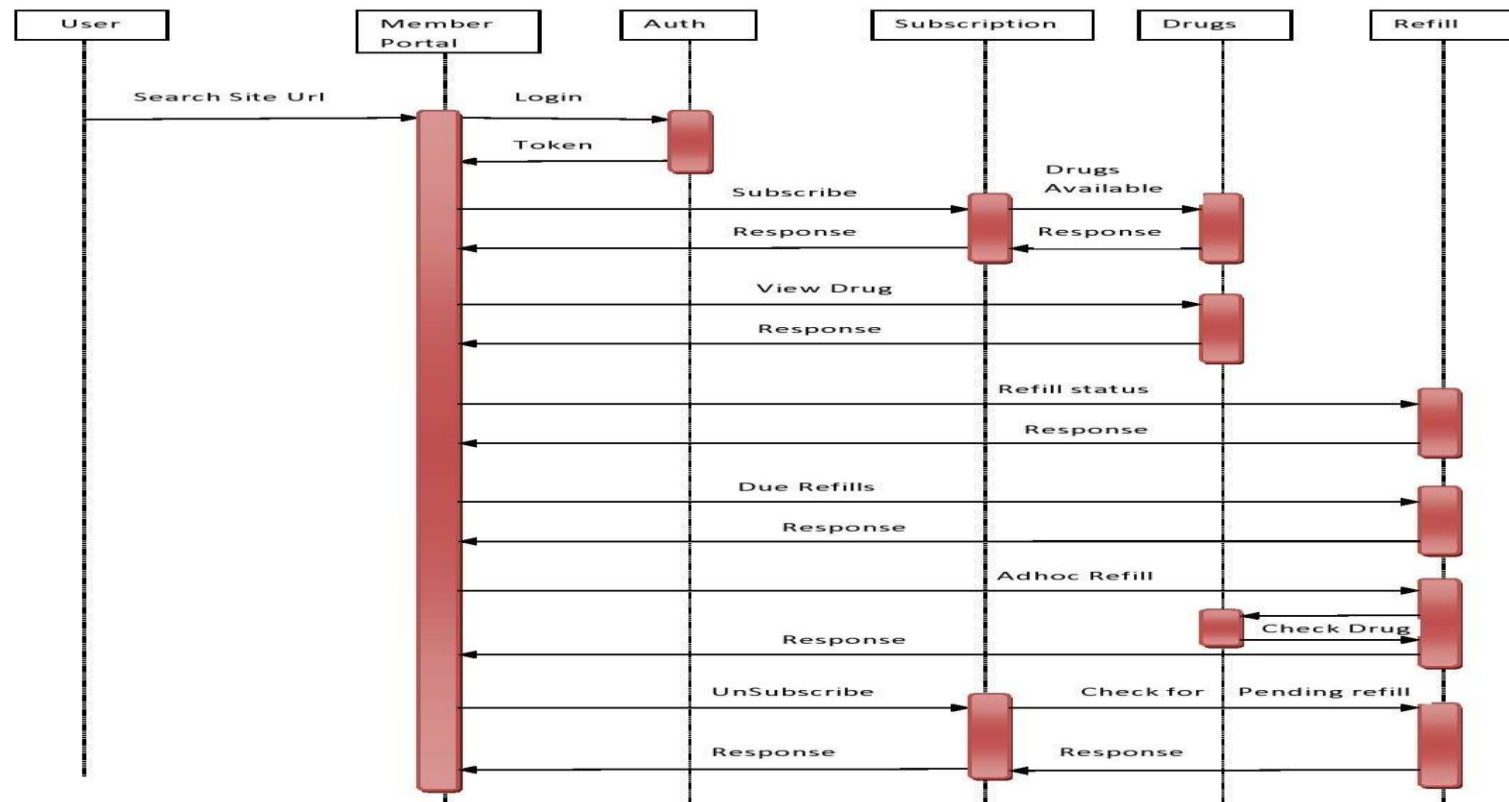 User
Member
Portal
Auth
Subscription
Drugs
Refill
Search Site Url
Login
Token
Subscribe
Drugs
Available
Response
Response
View Drug
Response
Refill status
Response
Due Refills
Response
Adhoc Refill
Check Drug
Response
UnSubscribe
Check for Pending refill
Response
Response